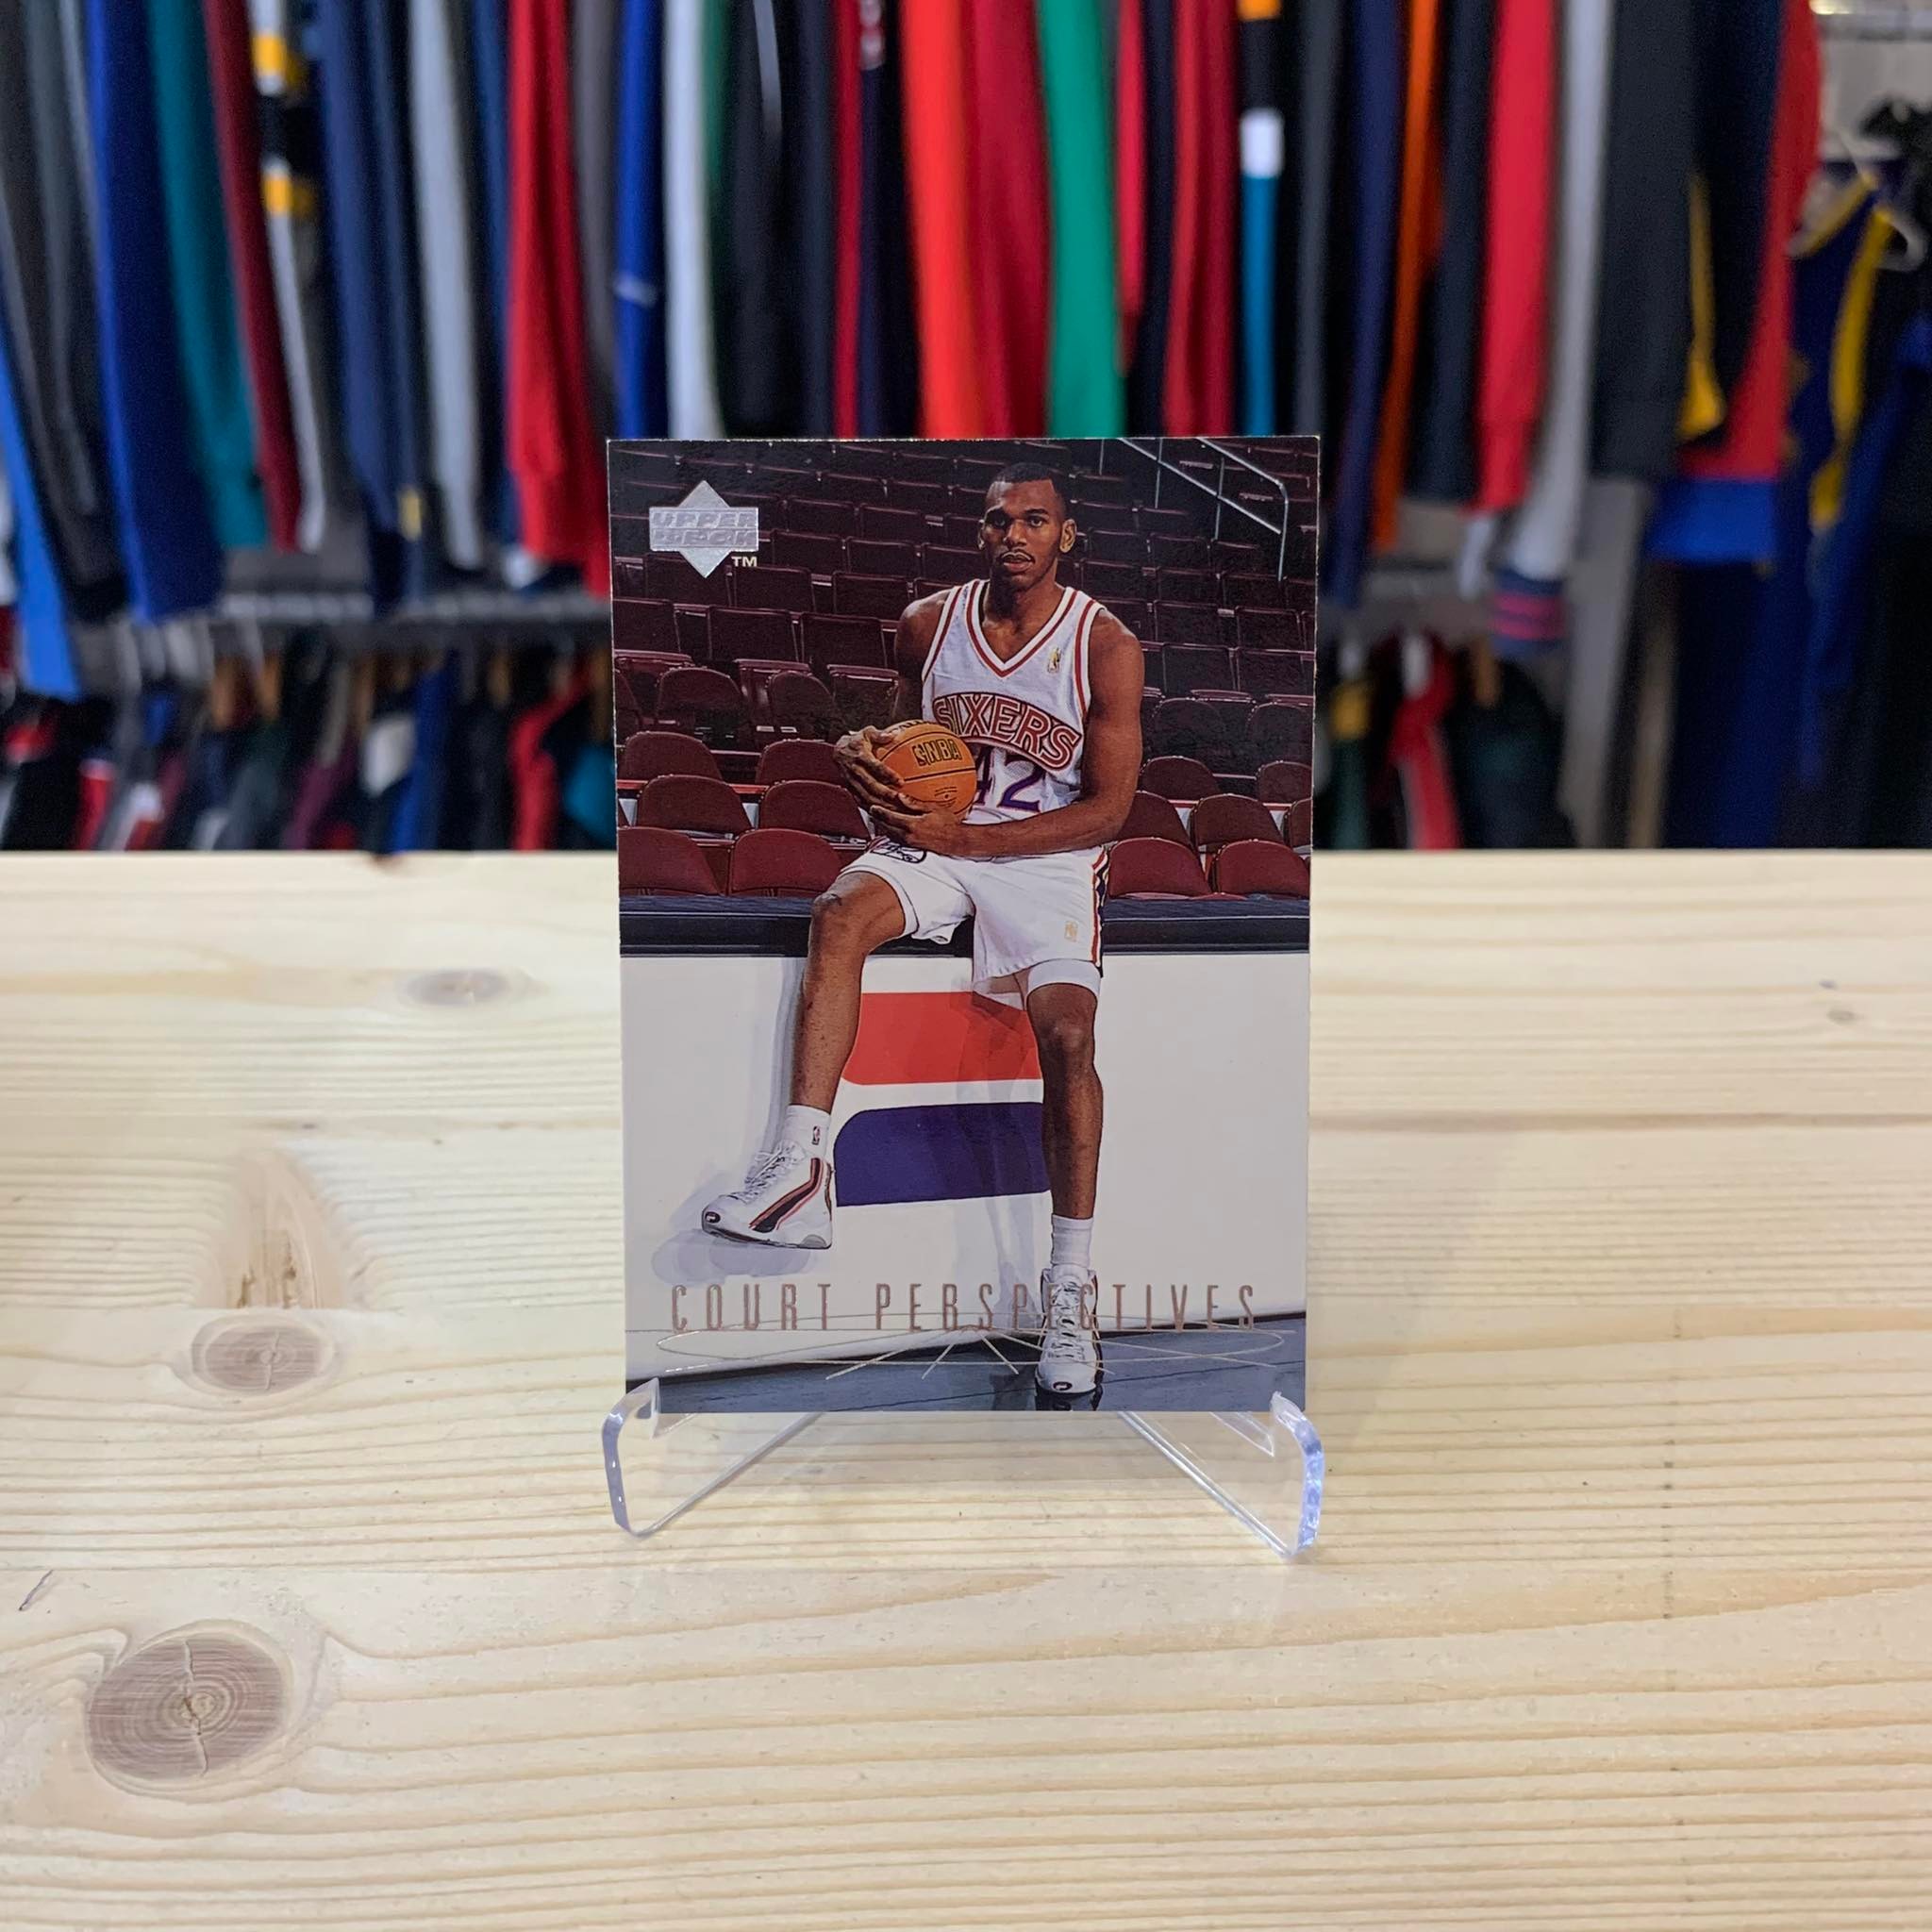 UPPER
DECK
TM
SIXERS
NBA
42
COURT PERSPECTIVES